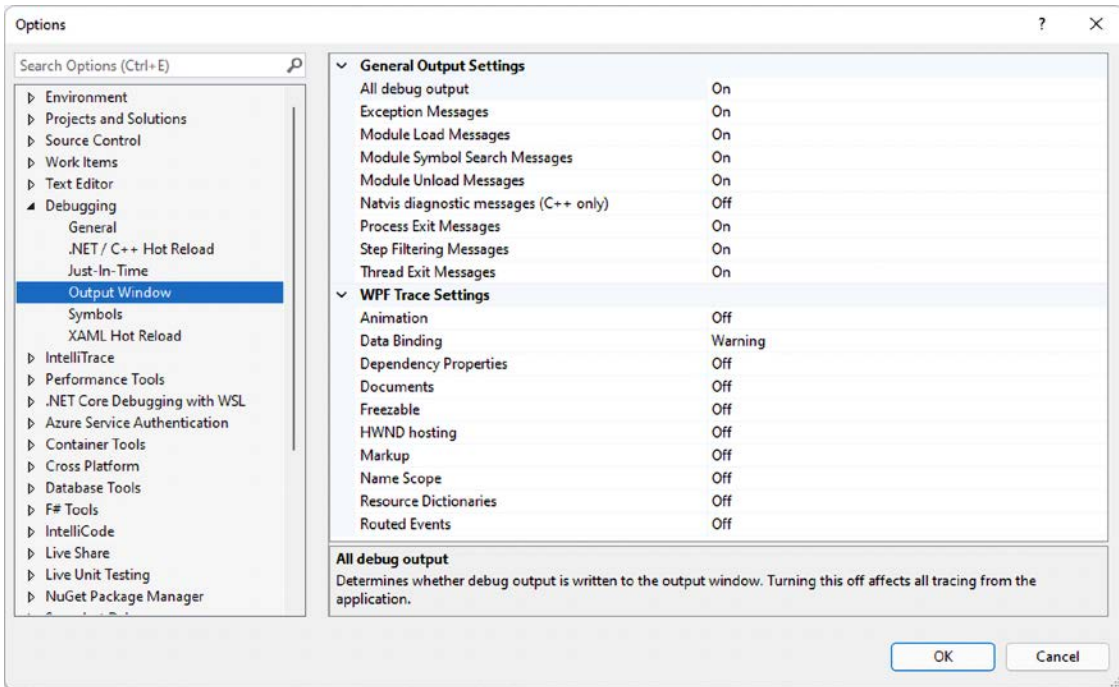 Options
?
Search Options (Ctrl+E)
Environment
Projects and Solutions
Source Control
Work Items
Text Editor
Debugging
General
.NET / C++ Hot Reload
Just-In-Time
Output Window
Symbols
XAML Hot Reload
IntelliTrace
Performance Tools
.NET Core Debugging with WSL
Azure Service Authentication
Container Tools
Cross Platform
Database Tools
F# Tools
IntelliCode
Live Share
Live Unit Testing
NuGet Package Manager
General Output Settings
All debug output On
Exception Messages On
Module Load Messages On
Module Symbol Search Messages On
Module Unload Messages On
Natvis diagnostic messages (C++ only) Off
Process Exit Messages On
Step Filtering Messages On
Thread Exit Messages On
WPF Trace Settings
Animation Off
Data Binding Warning
Dependency Properties Off
Documents Off
Freezable Off
HWND hosting Off
Markup Off
Name Scope Off
Resource Dictionaries Off
Routed Events Off
All debug output
Determines whether debug output is written to the output window. Turning this off affects all tracing from the
application.
OK Cancel